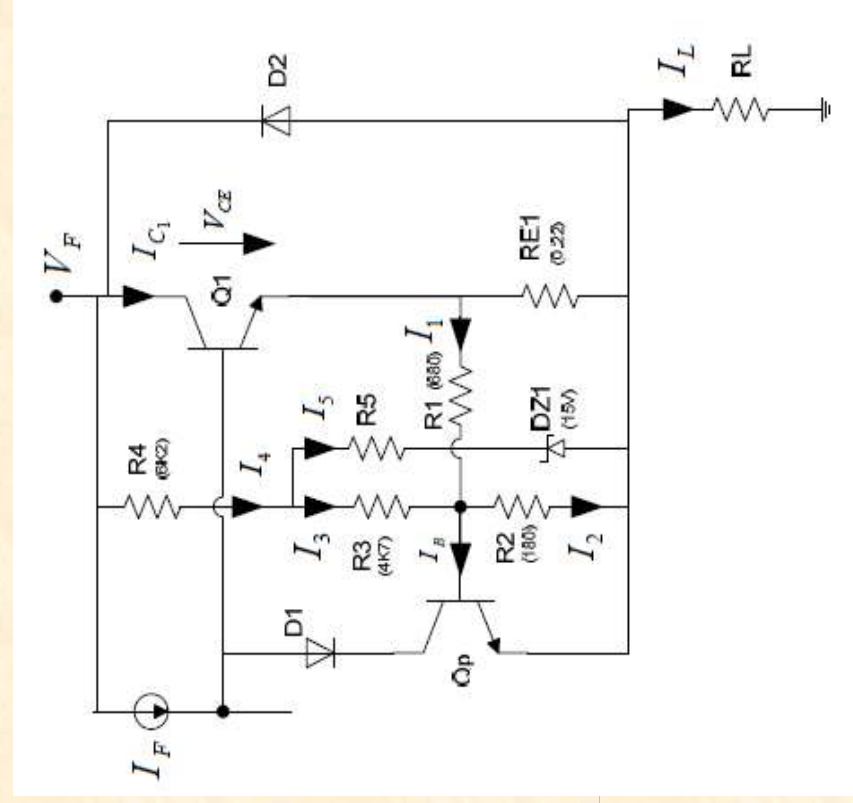 V_F
I_F
I_C1
V_CE
Q1
D2
R4
(6K2)
I_4
I_5
R5
I_3
R3
(4K7)
I_1
R1 (680)
I_B
R2
(180)
I_2
DZ1
(15V)
RE1
(0.22)
D1
Qp
I_L
RL